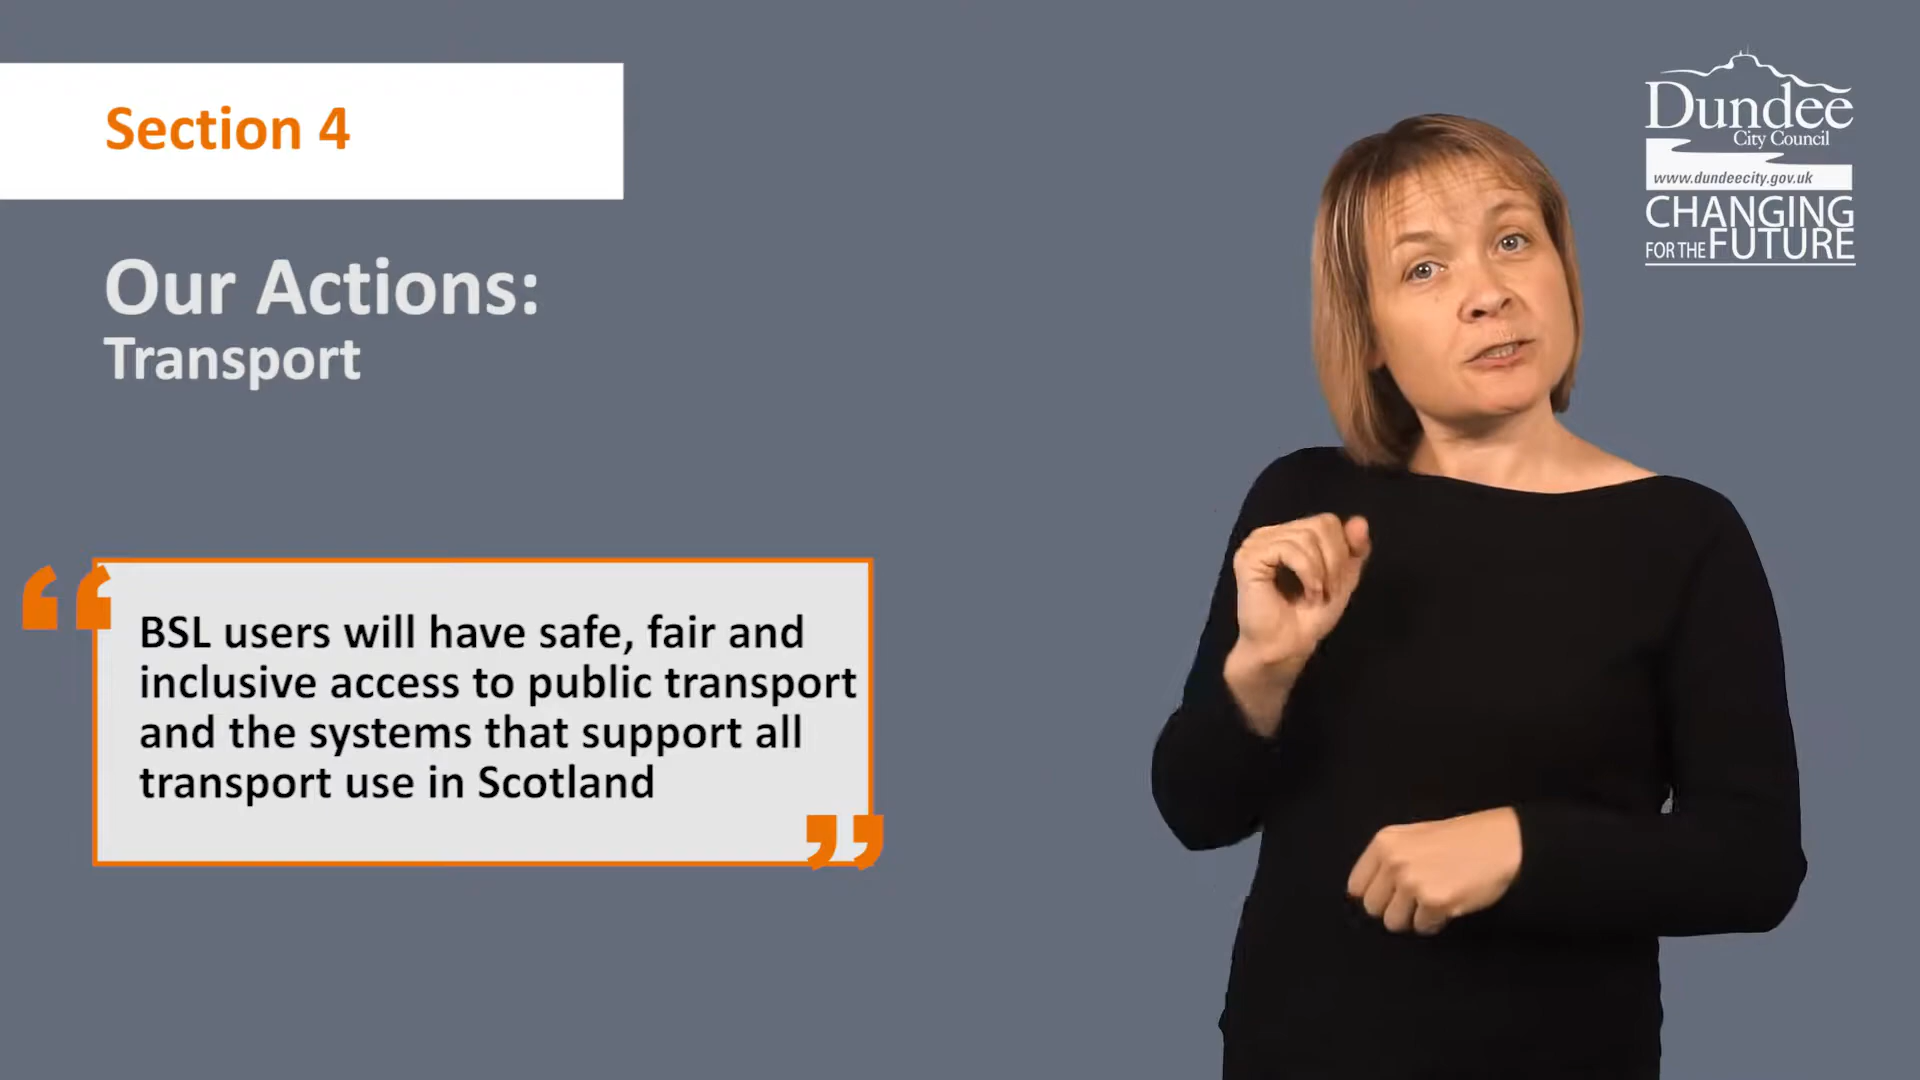 Section 4
Our Actions:
Transport
“BSL users will have safe, fair and
inclusive access to public transport
and the systems that support all
transport use in Scotland”
Dundee
City Council
www.dundeecity.gov.uk
CHANGING
FOR THE FUTURE